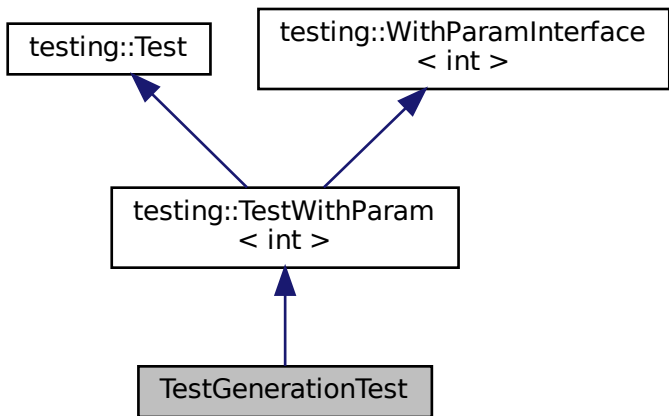 testing::Test
testing::WithParamInterface
< int >
testing::TestWithParam
< int >
TestGenerationTest